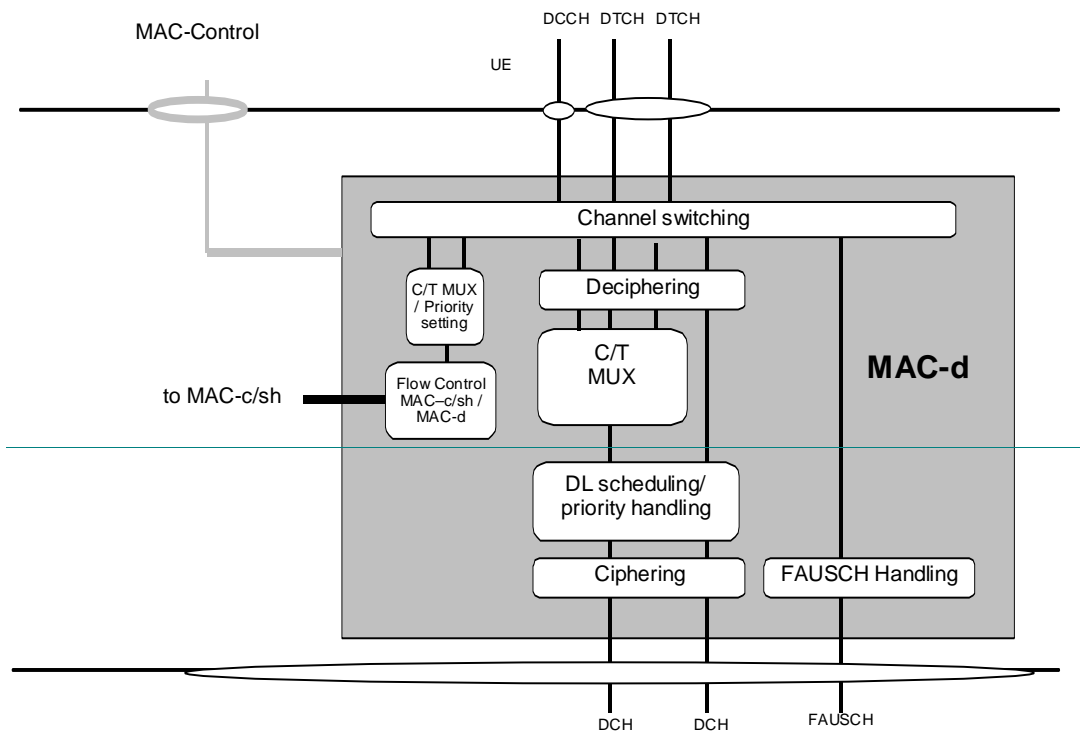 DCCH DTCH DTCH
MAC-Control
UE
Channel switching
C/T MUX
/ Priority
setting
Deciphering
C/T
MUX
MAC-d
to MAC-c/sh
Flow Control
MAC–c/sh /
MAC-d
DL scheduling/
priority handling
Ciphering
FAUSCH Handling
DCH
DCH
FAUSCH